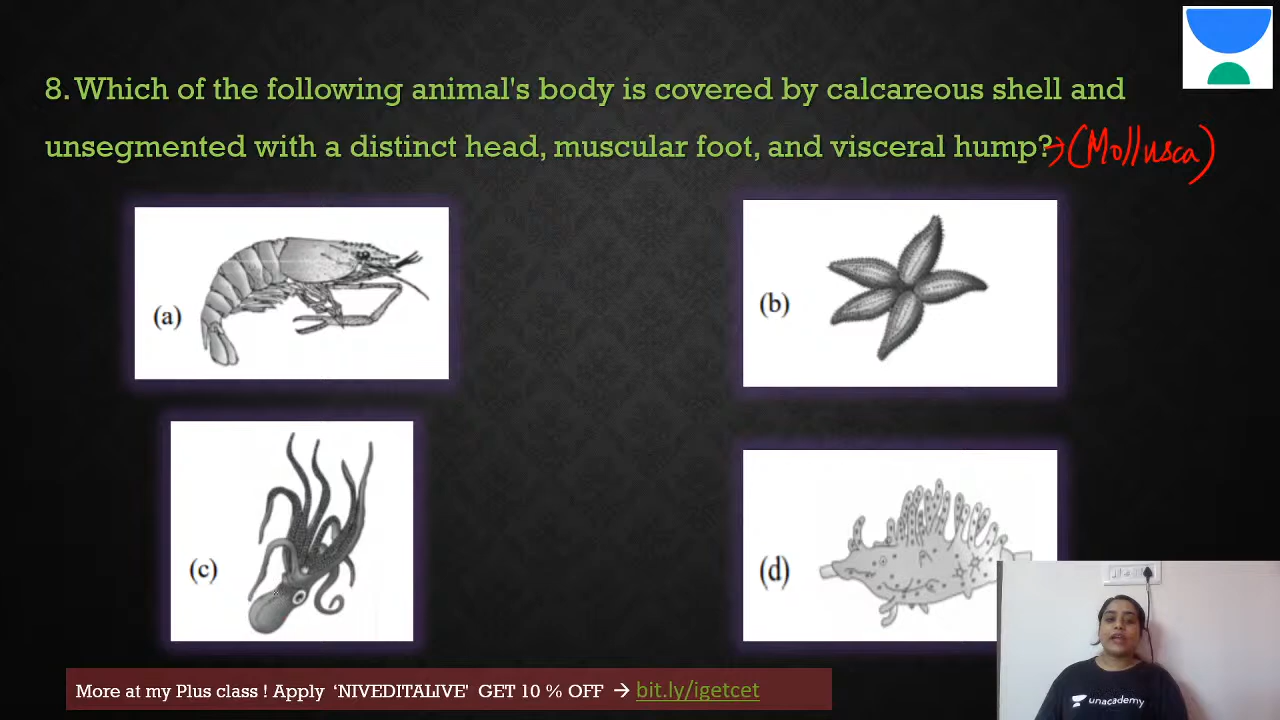 8. Which of the following animal's body is covered by calcareous shell and
unsegmented with a distinct head, muscular foot, and visceral hump? → (Mollusca)
(a)
(b)
(c)
(d)
unacademy
More at my Plus class ! Apply ‘NIVEDITALIVE’ GET 10 % OFF → bit.ly/igetcet